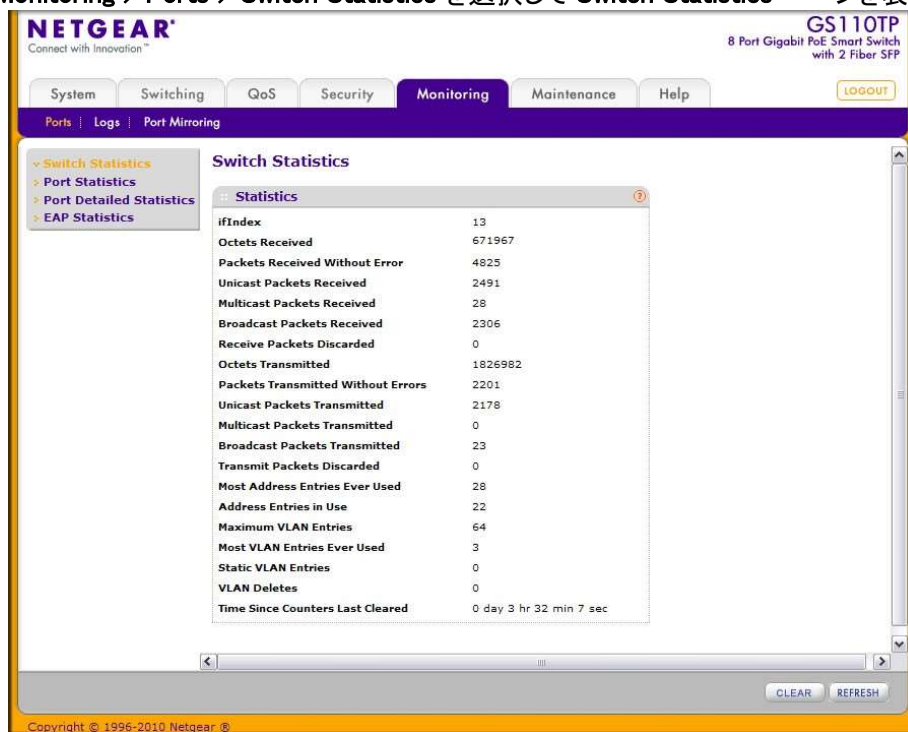 Monitoring > Ports > Switch Statistics を選択して Switch Statistics ページを表
NETGEAR®
Connect with Innovation™
GS110TP
8 Port Gigabit PoE Smart Switch
with 2 Fiber SFP
System Switching QoS Security Monitoring Maintenance Help LOGOUT
Ports Logs Port Mirroring
Switch Statistics
Port Statistics
Port Detailed Statistics
EAP Statistics
Switch Statistics
Statistics ?
ifIndex 13
Octets Received 671967
Packets Received Without Error 4825
Unicast Packets Received 2491
Multicast Packets Received 28
Broadcast Packets Received 2306
Receive Packets Discarded 0
Octets Transmitted 1826982
Packets Transmitted Without Errors 2201
Unicast Packets Transmitted 2178
Multicast Packets Transmitted 0
Broadcast Packets Transmitted 23
Transmit Packets Discarded 0
Most Address Entries Ever Used 28
Address Entries in Use 22
Maximum VLAN Entries 64
Most VLAN Entries Ever Used 3
Static VLAN Entries 0
VLAN Deletes 0
Time Since Counters Last Cleared 0 day 3 hr 32 min 7 sec
CLEAR REFRESH
Copyright © 1996-2010 Netgear ®